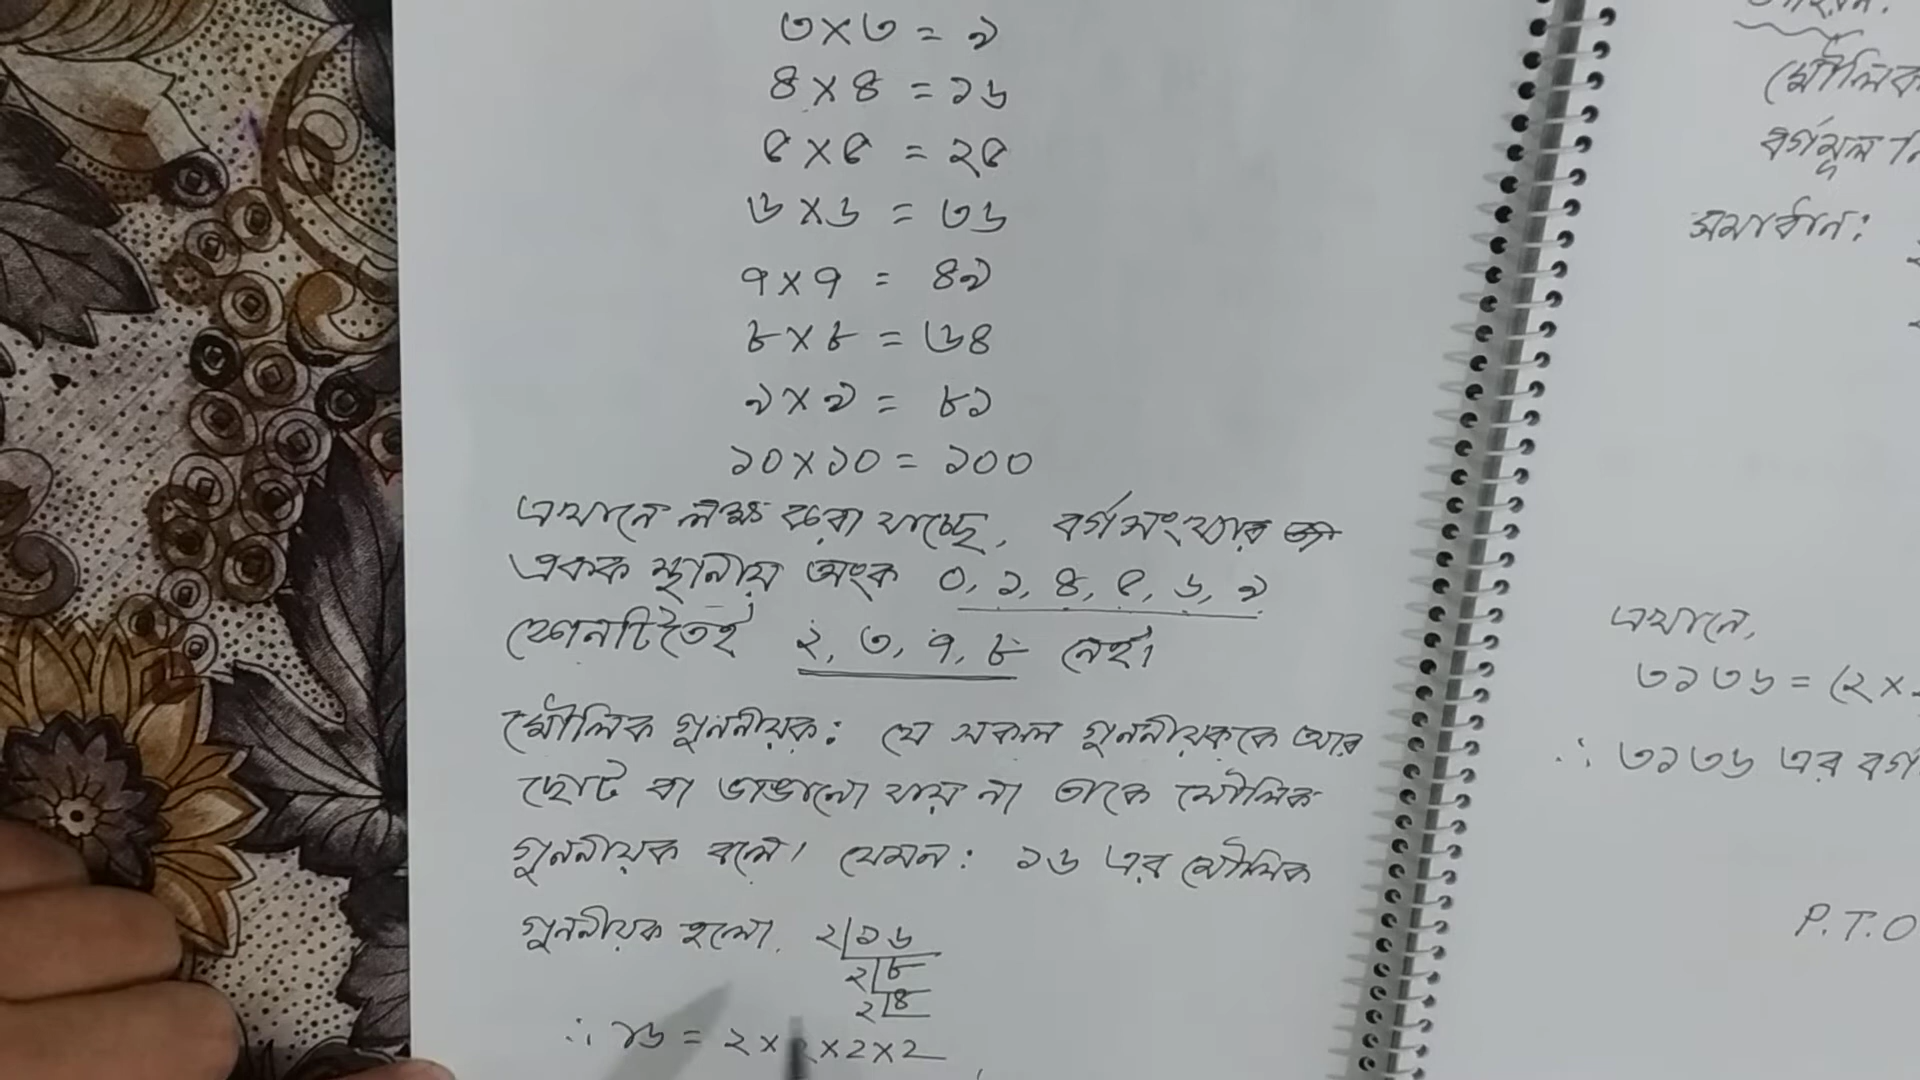 ৩×৩ = ৯
৪×৪ = ১৬
৫×৫ = ২৫
৬×৬ = ৩৬
৭×৭ = ৪৯
৮×৮ = ৬৪
৯×৯ = ৮১
১০×১০ = ১০০
এখানে লক্ষ্য করা যাচ্ছে, বর্গসংখ্যার
একক স্থানীয় অংক ০, ১, ৪, ৫, ৬, ৯
কোনটিতেই ২, ৩, ৭, ৮ নেই।
মৌলিক গুননীয়ক: যে সকল গুননীয়ককে আর
ছোট বা ভাঙানো যায় না তাকে মৌলিক
গুননীয়ক বলে। যেমন: ১৬ এর মৌলিক
গুননীয়ক হলো, ২|১৬
২|৮
২|৪
∴ ১৬ = ২×২×২×২
মৌলিক
বর্গমূল
সমাধান:
এখানে,
৩১৩৬ = (২×
∴ ৩১৩৬ এর বর্গ
P.T.O